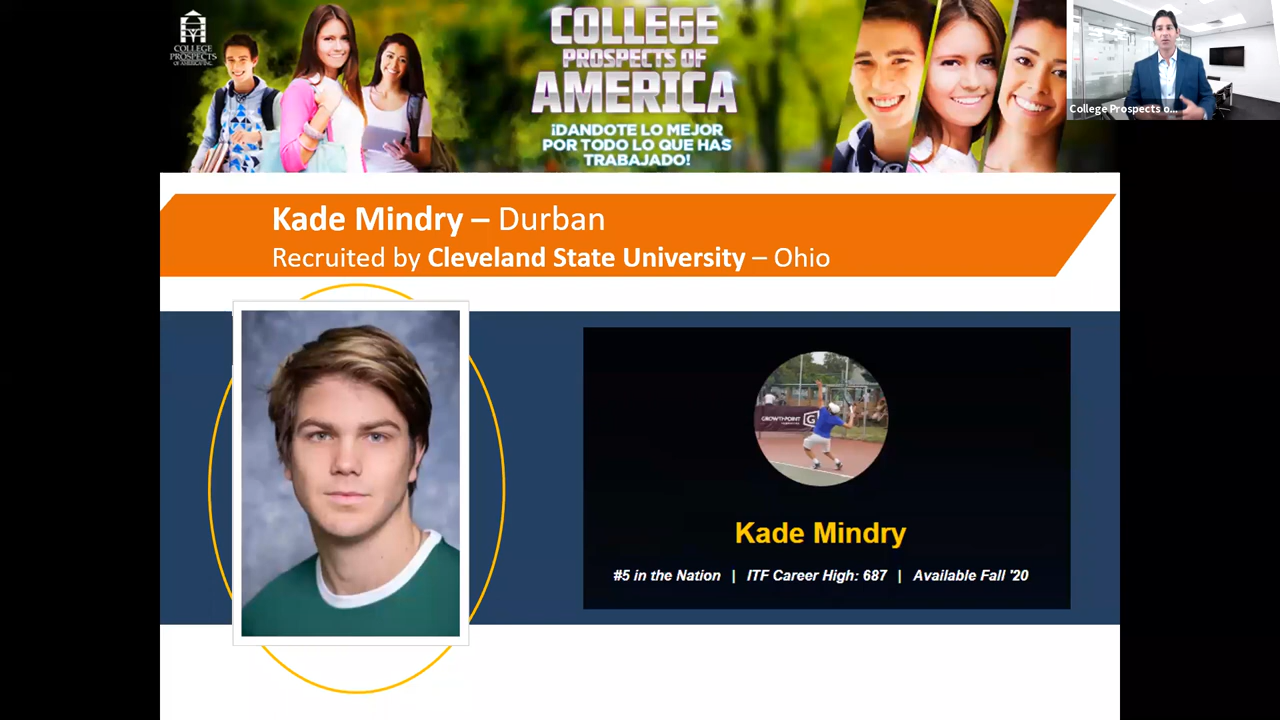 COLLEGE
PROSPECTS
OF AMERICA INC.
COLLEGE
PROSPECTS OF
AMERICA
¡DANDOTE LO MEJOR
POR TODO LO QUE HAS
TRABAJADO!
College Prospects o...
Kade Mindry – Durban
Recruited by Cleveland State University – Ohio
GROWTHPOINT
Kade Mindry
#5 in the Nation | ITF Career High: 687 | Available Fall '20